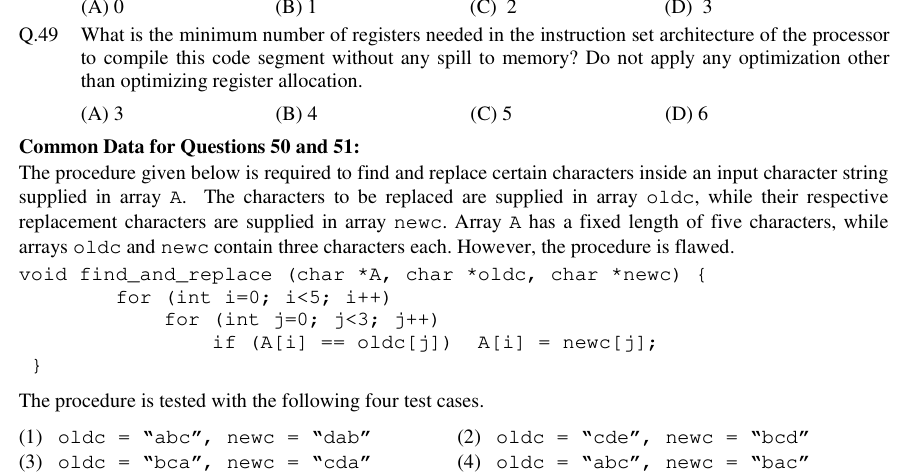 (A) 0 (B) 1 (C) 2 (D) 3
Q.49 What is the minimum number of registers needed in the instruction set architecture of the processor
to compile this code segment without any spill to memory? Do not apply any optimization other
than optimizing register allocation.
(A) 3 (B) 4 (C) 5 (D) 6
Common Data for Questions 50 and 51:
The procedure given below is required to find and replace certain characters inside an input character string
supplied in array A. The characters to be replaced are supplied in array oldc, while their respective
replacement characters are supplied in array newc. Array A has a fixed length of five characters, while
arrays oldc and newc contain three characters each. However, the procedure is flawed.
void find_and_replace (char *A, char *oldc, char *newc) {
for (int i=0; i<5; i++)
for (int j=0; j<3; j++)
if (A[i] == oldc[j]) A[i] = newc[j];
}
The procedure is tested with the following four test cases.
(1) oldc = “abc”, newc = “dab” (2) oldc = “cde”, newc = “bcd”
(3) oldc = “bca”, newc = “cda” (4) oldc = “abc”, newc = “bac”